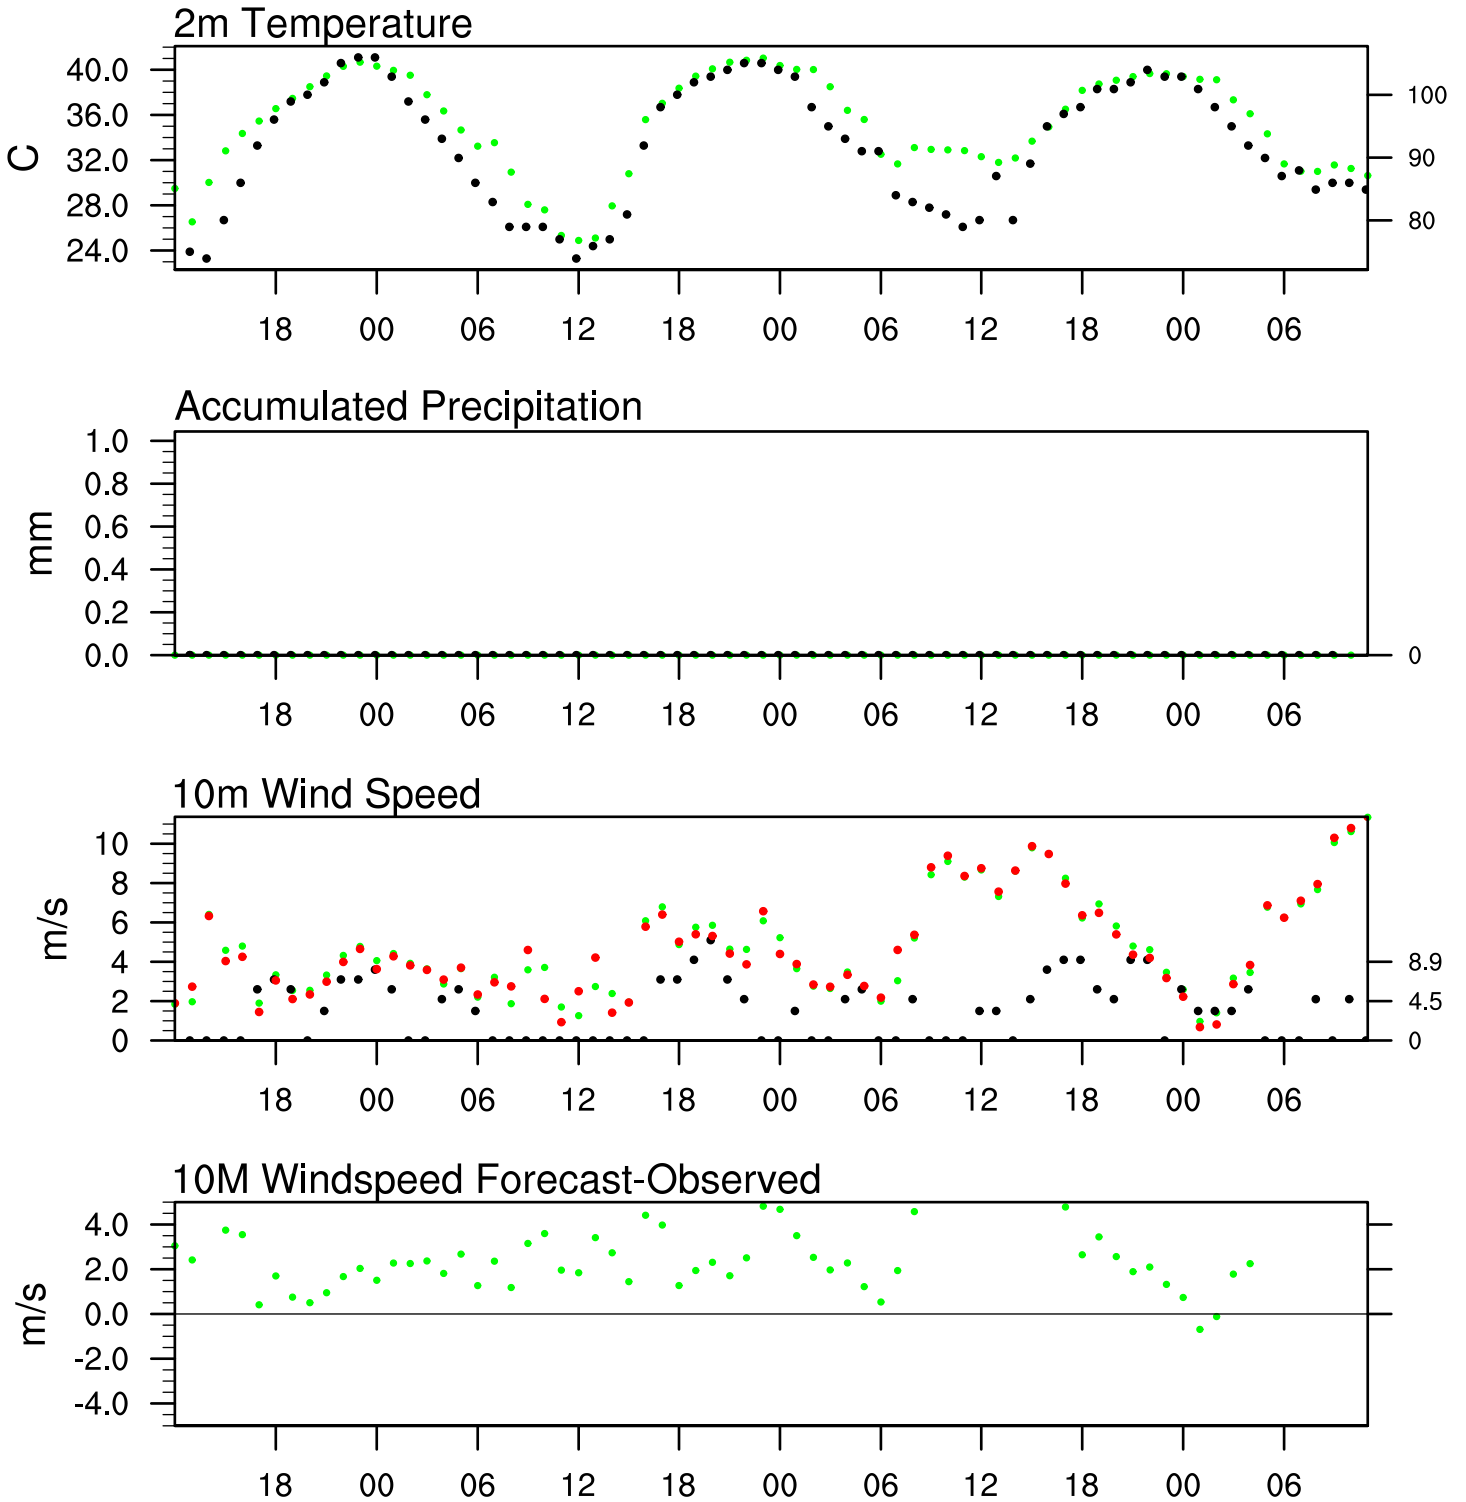 2m Temperature
40.0
36.0
32.0
28.0
24.0
C
100
90
80
18 00 06 12 18 00 06 12 18 00 06
Accumulated Precipitation
1.0
0.8
0.6
0.4
0.2
0.0
mm
0
18 00 06 12 18 00 06 12 18 00 06
10m Wind Speed
10
8
6
4
2
0
m/s
8.9
4.5
0
18 00 06 12 18 00 06 12 18 00 06
10M Windspeed Forecast-Observed
4.0
2.0
0.0
-2.0
-4.0
m/s
18 00 06 12 18 00 06 12 18 00 06